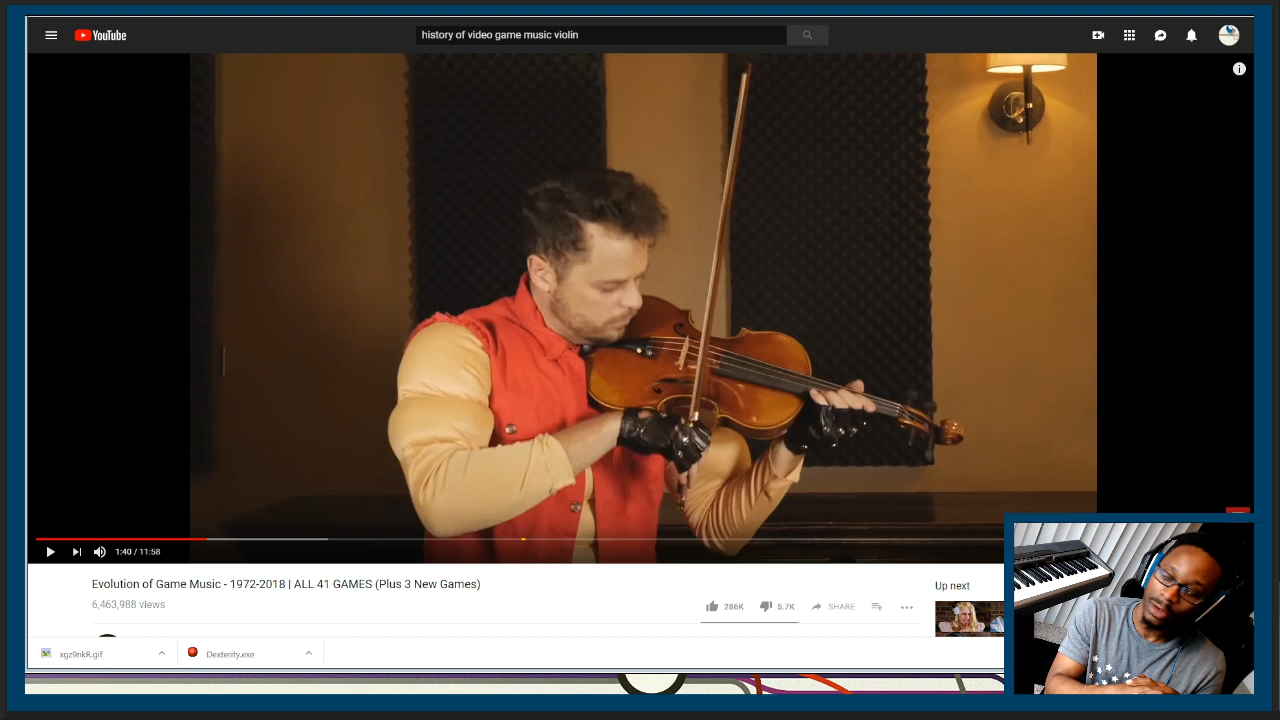 YouTube
history of video game music violin
1:40 / 11:58
Evolution of Game Music - 1972-2018 | ALL 41 GAMES (Plus 3 New Games)
6,463,988 views
286K
5.7K
SHARE
Up next
xgz9nkR.gif
Dexterity.exe